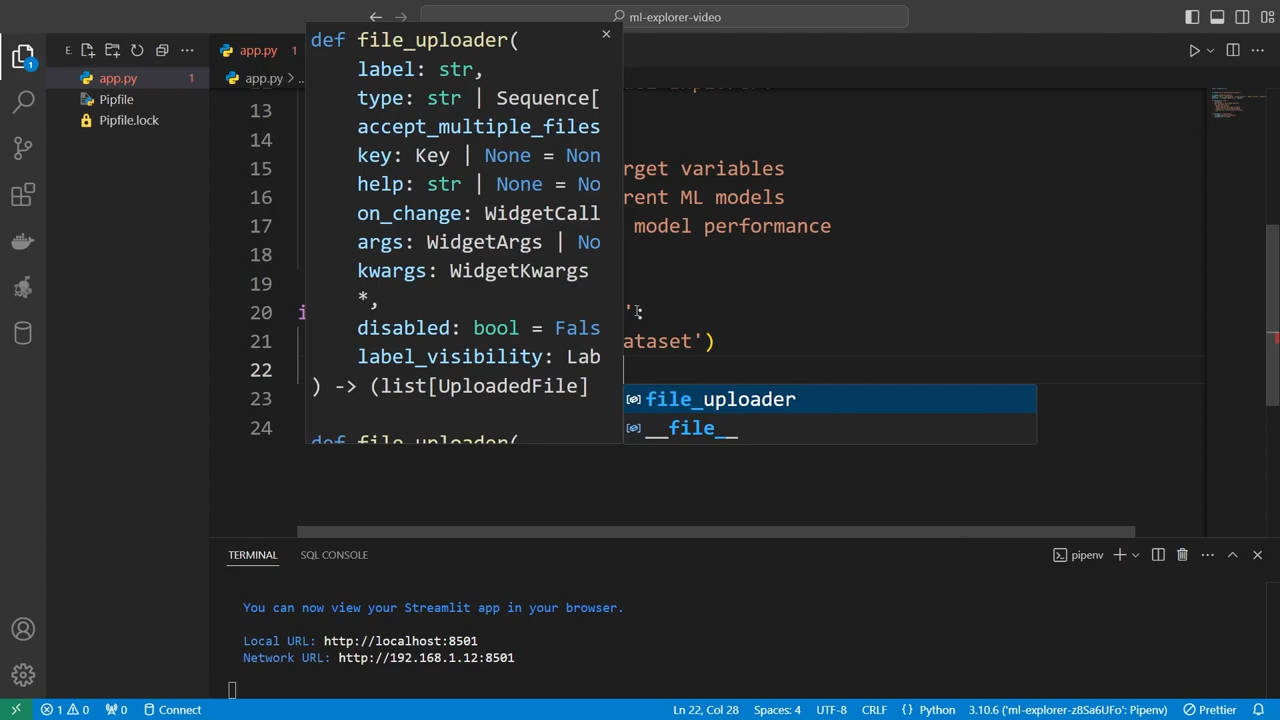 ml-explorer-video
E.
app.py 1
Pipfile
Pipfile.lock
1
app.py 1
app.py > ..
def file_uploader(
label: str,
type: str | Sequence[
accept_multiple_files
key: Key | None = Non
help: str | None = No
on_change: WidgetCall
args: WidgetArgs | No
kwargs: WidgetKwargs
*,
disabled: bool = Fals
label_visibility: Lab
) -> (list[UploadedFile]
def file_uploader(
13
14
15 rget variables
16 rent ML models
17 model performance
18
19
20 i ':
21 ataset')
22
23
24
file_uploader
__file__
TERMINAL
SQL CONSOLE
pipenv
You can now view your Streamlit app in your browser.
Local URL: http://localhost:8501
Network URL: http://192.168.1.12:8501
1 0 0 Connect Ln 22, Col 28 Spaces: 4 UTF-8 CRLF {} Python 3.10.6 ('ml-explorer-z8Sa6UFo': Pipenv) Prettier